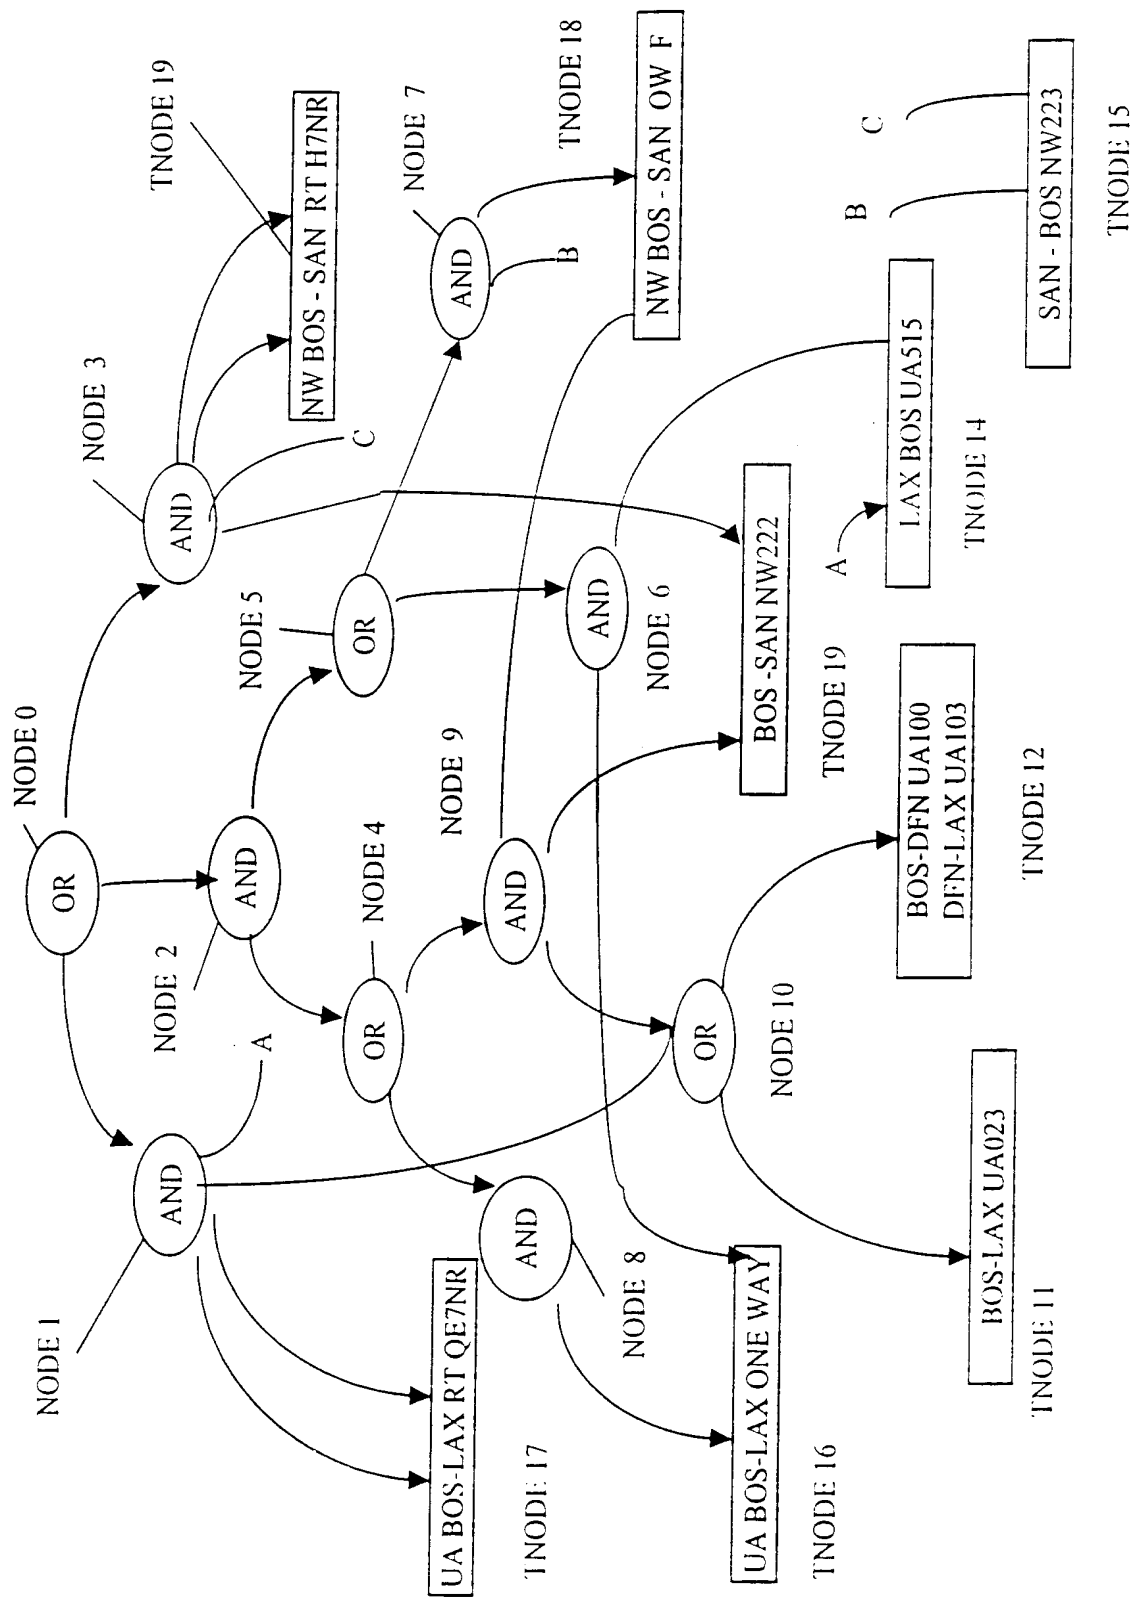 NODE 0
OR
NODE 1
AND
NODE 2
AND
A
NODE 3
AND
C
TNODE 19
NW BOS - SAN RT H7NR
NODE 4
OR
NODE 5
OR
NODE 7
AND
B
UA BOS-LAX RT QE7NR
TNODE 17
AND
NODE 8
NODE 9
AND
AND
NODE 6
TNODE 18
NW BOS - SAN OW F
UA BOS-LAX ONE WAY
TNODE 16
OR
NODE 10
BOS -SAN NW222
TNODE 19
A
LAX BOS UA515
TNODE 14
B
C
BOS-LAX UA023
TNODE 11
BOS-DFN UA100
DFN-LAX UA103
TNODE 12
SAN - BOS NW223
TNODE 15